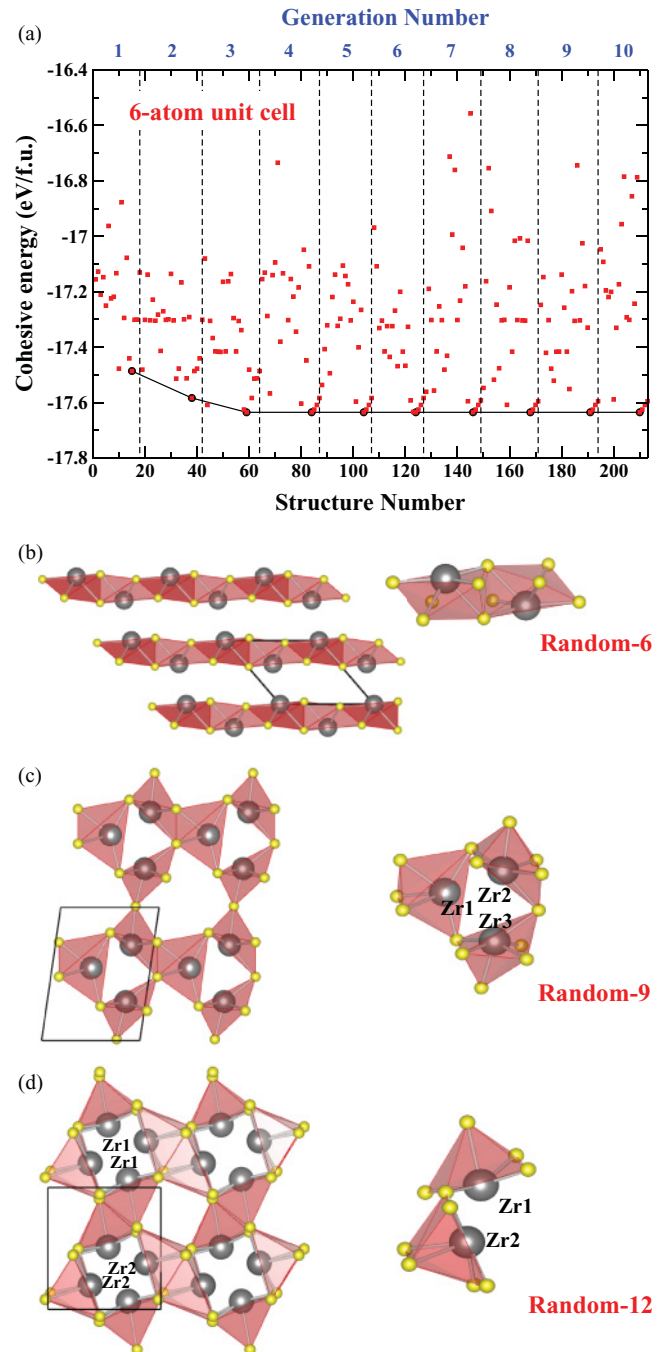 (a)
Generation Number
1 2 3 4 5 6 7 8 9 10
-16.4
-16.6
-16.8
-17
-17.2
-17.4
-17.6
-17.8
Cohesive energy (eV/f.u.)
6-atom unit cell
0 20 40 60 80 100 120 140 160 180 200
Structure Number
(b)
Random-6
(c)
Zr1
Zr2
Zr3
Random-9
(d)
Zr1
Zr1
Zr2
Zr2
Zr1
Zr2
Random-12